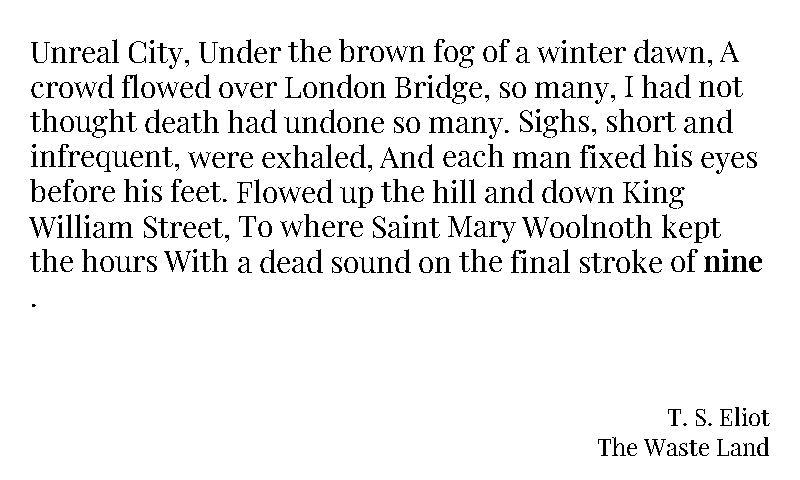 Unreal City, Under the brown fog of a winter dawn, A
crowd flowed over London Bridge, so many, I had not
thought death had undone so many. Sighs, short and
infrequent, were exhaled, And each man fixed his eyes
before his feet. Flowed up the hill and down King
William Street, To where Saint Mary Woolnoth kept
the hours With a dead sound on the final stroke of nine
.
T. S. Eliot
The Waste Land